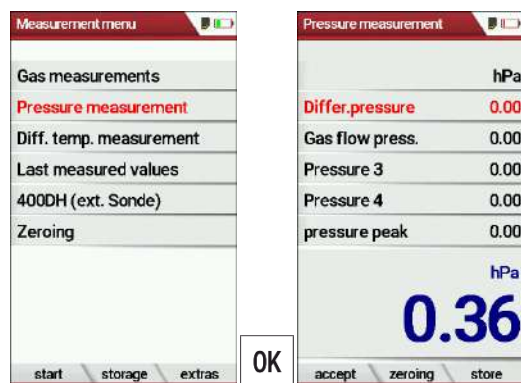 Measurement menu
Gas measurements
Pressure measurement
Diff. temp. measurement
Last measured values
400DH (ext. Sonde)
Zeroing
start storage extras
OK
Pressure measurement
hPa
Differ.pressure 0.00
Gas flow press. 0.00
Pressure 3 0.00
Pressure 4 0.00
pressure peak 0.00
hPa
0.36
accept zeroing store